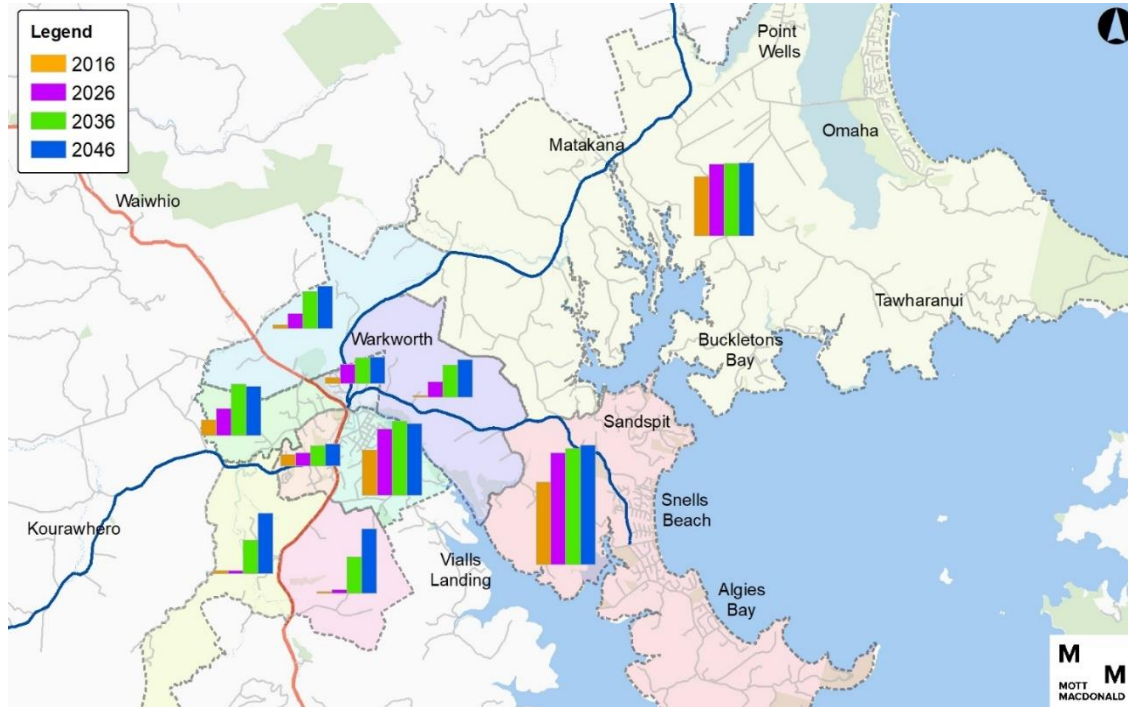 Legend
2016
2026
2036
2046
Point
Wells
Omaha
Matakana
Waiwhio
Tawharanui
Buckletons
Bay
Warkworth
Sandspit
Snells
Beach
Kourawhero
Vialls
Landing
Algies
Bay
M
M
MOTT
MACDONALD